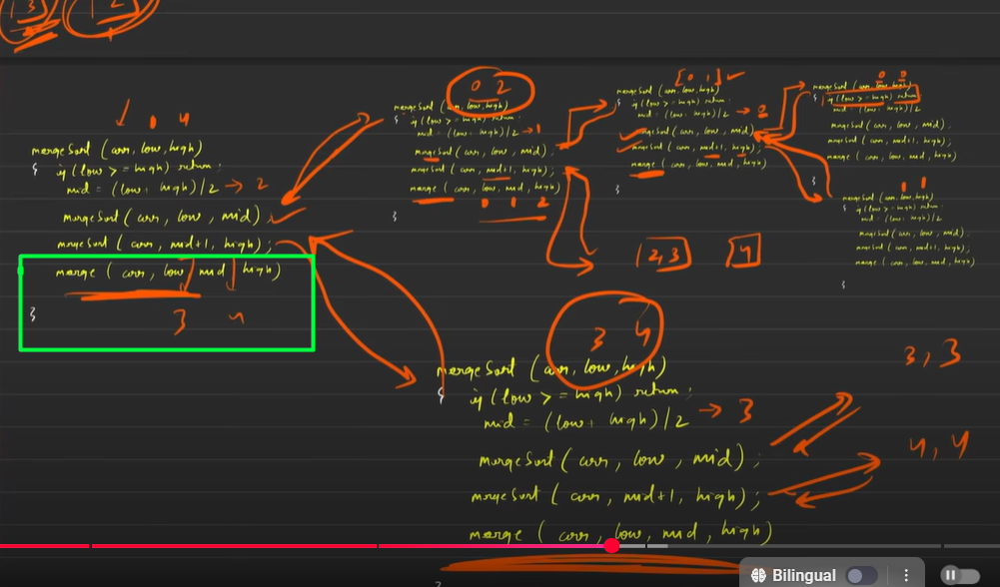 1 3
1 2
0 4
mergeSort (arr, low, high)
{ if (low >= high) return;
mid = (low + high)/2 → 2
mergeSort (arr, low, mid);
mergeSort (arr, mid+1, high);
merge (arr, low, mid, high)
3 4
}
0 2
mergeSort (arr, low, high)
{ if (low >= high) return;
mid = (low + high)/2 → 1
mergeSort (arr, low, mid);
mergeSort (arr, mid+1, high);
merge (arr, low, mid, high)
0 1 2
}
[0 1]
mergeSort (arr, low, high)
{ if (low >= high) return;
mid = (low + high)/2 → 0
mergeSort (arr, low, mid)
mergeSort (arr, mid+1, high);
merge (arr, low, mid, high)
}
0 0
mergeSort (arr, low, high)
if (low >= high) return
mid = (low + high)/2
mergeSort (arr, low, mid);
mergeSort (arr, mid+1, high);
merge (arr, low, mid, high)
}
1 1
mergeSort (arr, low, high)
{ if (low >= high) return;
mid = (low + high)/2
mergeSort (arr, low, mid);
mergeSort (arr, mid+1, high);
merge (arr, low, mid, high)
}
2,3
4
3 4
mergeSort (arr, low, high)
{ if (low >= high) return;
mid = (low + high)/2 → 3
mergeSort (arr, low, mid);
mergeSort (arr, mid+1, high);
merge (arr, low, mid, high)
3, 3
4, 4
Bilingual